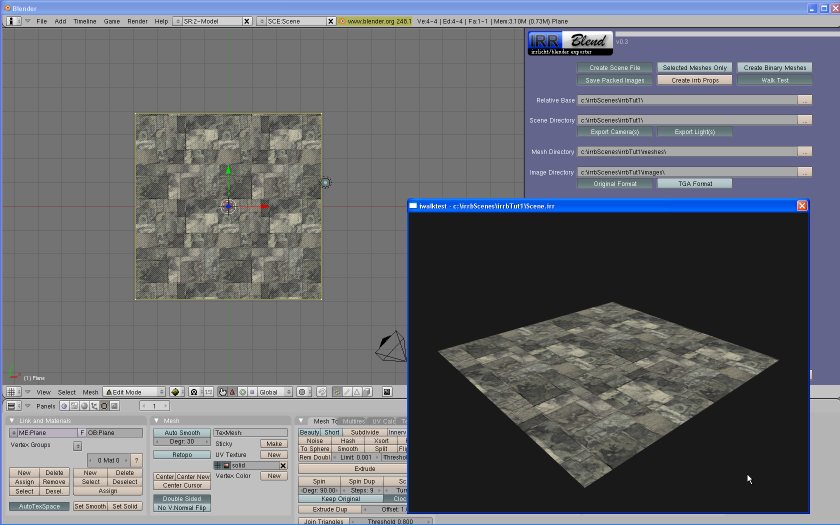 Blender
File Add Timeline Game Render Help SR:2-Model SCE:Scene www.blender.org 246.1 Ve:4-4 | Ed:4-4 | Fa:1-1 | Mem:3.10M (0.73M) Plane
IRR Blend v0.3
irrlicht/blender exporter
Create Scene File Selected Meshes Only Create Binary Meshes
Save Packed Images Create irrb Props Walk Test
Relative Base c:\irrbScenes\irrbTut1\ ...
Scene Directory c:\irrbScenes\irrbTut1\ ...
Export Camera(s) Export Light(s)
Mesh Directory c:\irrbScenes\irrbTut1\meshes\ ...
Image Directory c:\irrbScenes\irrbTut1\images\ ...
Original Format TGA Format
iwalktest - c:\irrbScenes\irrbTut1\Scene.irr
(1) Plane
View Select Mesh Edit Mode Global
Panels 1
Link and Materials
ME:Plane F OB:Plane
Vertex Groups
0 Mat 0 ?
New Delete New Delete
Assign Remove Select Deselect
Select Desel. Assign
AutoTexSpace Set Smooth Set Solid
Mesh
Auto Smooth TexMesh:
Degr: 30 Sticky Make
Retopo UV Texture New
solid
Center Center New Vertex Color New
Center Cursor
Double Sided
No V.Normal Flip
Mesh To Multires UV Calc
Beauty Short Subdivide Innerv
Noise Hash Xsort
To Sphere Smooth Split Flip
Rem Doubl Limit: 0.001 Threshol
Extrude
Spin Spin Dup
Degr: 90.00 Steps: 9 Turn
Keep Original Cloc
Extrude Dup Offset: 1.
Join Triangles Threshold 0.800